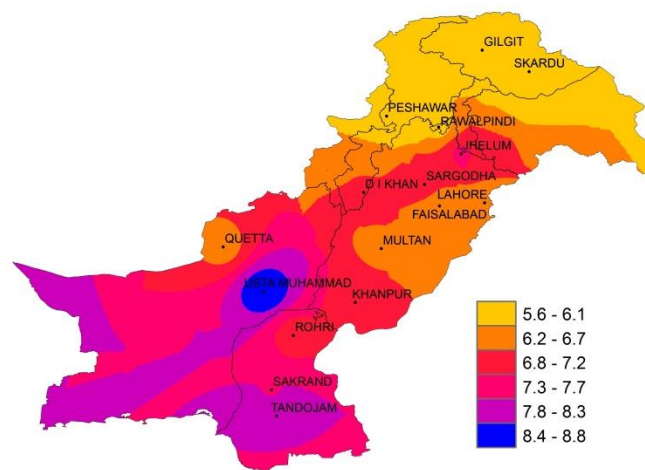 GILGIT
SKARDU
PESHAWAR
RAWALPINDI
JHELUM
SARGODHA
D I KHAN
LAHORE
FAISALABAD
QUETTA
MULTAN
USTA MUHAMMAD
KHANPUR
ROHRI
SAKRAND
TANDOJAM
5.6 - 6.1
6.2 - 6.7
6.8 - 7.2
7.3 - 7.7
7.8 - 8.3
8.4 - 8.8